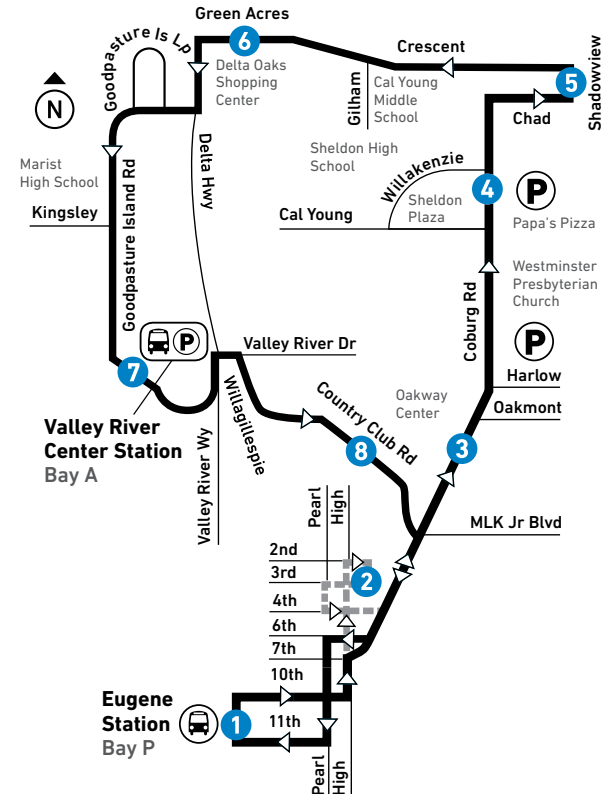 Green Acres
6
Crescent
Goodpasture Is Lp
Delta Oaks
Shopping
Center
Gilham
Cal Young
Middle
School
5
Shadowview
Chad
N
Sheldon High
School
Delta Hwy
Marist
High School
Willakenzie
4
P
Sheldon
Plaza
Kingsley
Goodpasture Island Rd
Cal Young
Papa's Pizza
Westminster
Presbyterian
Church
Coburg Rd
P
P
Valley River Dr
7
Harlow
Willagillespie
Country Club Rd
Oakway
Center
Oakmont
Valley River
Center Station
Bay A
3
8
Valley River Wy
Pearl
High
MLK Jr Blvd
2nd
3rd
2
4th
6th
7th
10th
Eugene
Station
Bay P
1
11th
Pearl
High